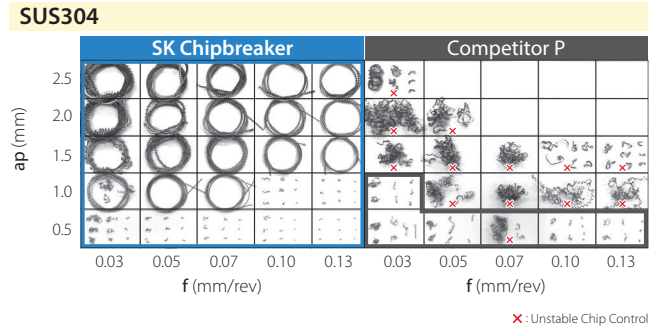 SUS304
SK Chipbreaker
Competitor P
ap (mm)
2.5
2.0
1.5
1.0
0.5
0.03 0.05 0.07 0.10 0.13 0.03 0.05 0.07 0.10 0.13
f (mm/rev) f (mm/rev)
✕ : Unstable Chip Control